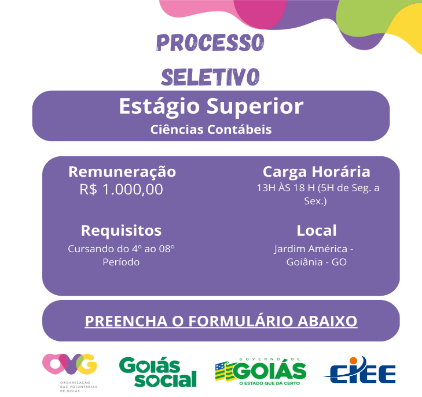 PROCESSO
SELETIVO
Estágio Superior
Ciências Contábeis
Remuneração
R$ 1.000,00
Carga Horária
13H ÀS 18 H (5H de Seg. a
Sex.)
Requisitos
Cursando do 4º ao 08º
Período
Local
Jardim América -
Goiânia - GO
PREENCHA O FORMULÁRIO ABAIXO
OVG
ORGANIZAÇÃO
DAS VOLUNTÁRIAS
DE GOIÁS
Goiás
social
GOVERNO DE
GOIÁS
O ESTADO QUE DÁ CERTO
CIEE